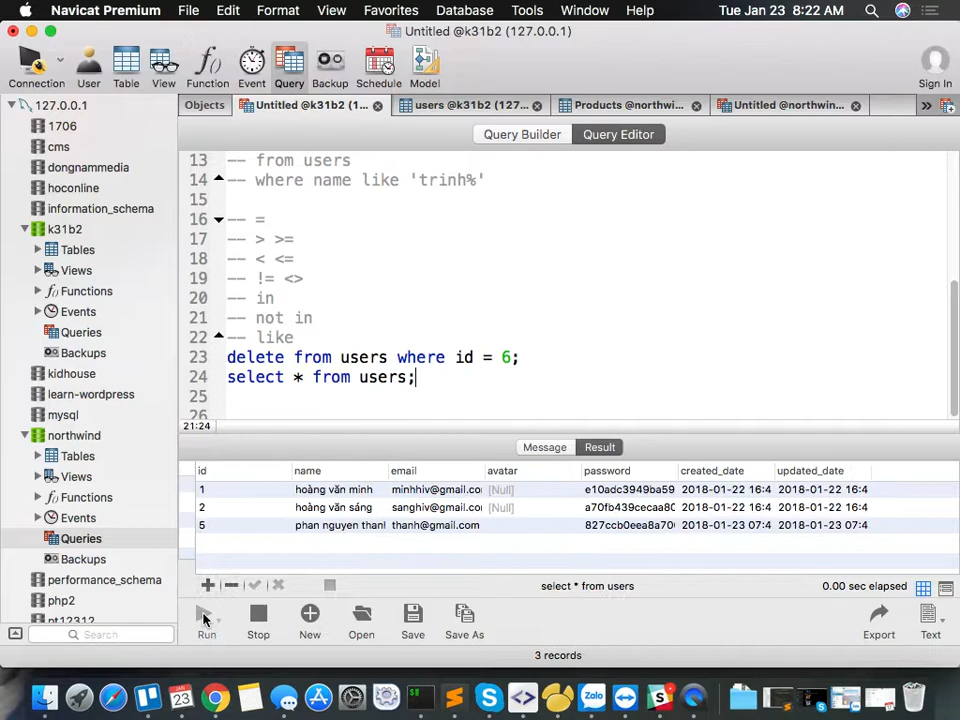 Navicat Premium File Edit Format View Favorites Database Tools Window Help Tue Jan 23 8:22 AM
Untitled @k31b2 (127.0.0.1)
Connection User Table View Function Event Query Backup Schedule Model Sign In
127.0.0.1
1706
cms
dongnammedia
hoconline
information_schema
k31b2
Tables
Views
Functions
Events
Queries
Backups
kidhouse
learn-wordpress
mysql
northwind
Tables
Views
Functions
Events
Queries
Backups
performance_schema
php2
Search
Objects Untitled @k31b2 (1... users @k31b2 (127... Products @northwi... Untitled @northwin...
Query Builder Query Editor
13 -- from users
14 -- where name like 'trinh%'
15
16 -- =
17 -- > >=
18 -- < <=
19 -- != <>
20 -- in
21 -- not in
22 -- like
23 delete from users where id = 6;
24 select * from users;
25
26
21:24
Message Result
id name email avatar password created_date updated_date
1 hoàng văn minh minhhiv@gmail.co [Null] e10adc3949ba59 2018-01-22 16:4 2018-01-22 16:4
2 hoàng văn sáng sanghiv@gmail.co [Null] a70fb439cecaa80 2018-01-22 16:4 2018-01-22 16:4
5 phan nguyen thanh thanh@gmail.com 827ccb0eea8a70 2018-01-23 07:4 2018-01-23 07:4
select * from users 0.00 sec elapsed
Run Stop New Open Save Save As Export Text
3 records
JAN
23
Zalo